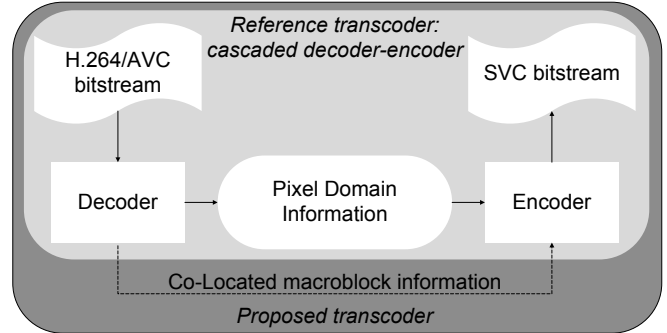 Reference transcoder:
cascaded decoder-encoder
H.264/AVC
bitstream
SVC bitstream
Decoder
Pixel Domain
Information
Encoder
Co-Located macroblock information
Proposed transcoder